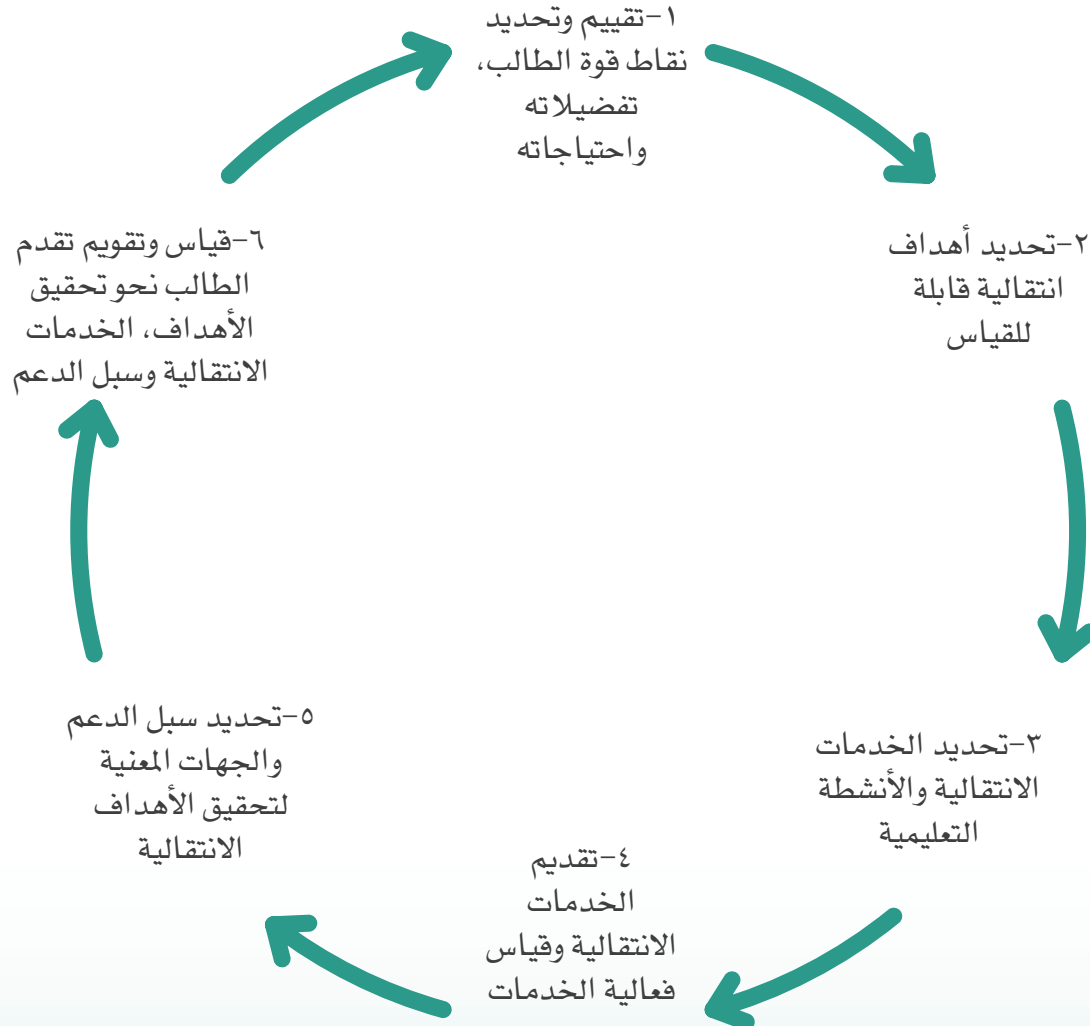 ١-تقييم وتحديد
نقاط قوة الطالب،
تفضيلاته
واحتياجاته
٢-تحديد أهداف
انتقالية قابلة
للقياس
٣-تحديد الخدمات
الانتقالية والأنشطة
التعليمية
٤-تقديم
الخدمات
الانتقالية وقياس
فعالية الخدمات
٥-تحديد سبل الدعم
والجهات المعنية
لتحقيق الأهداف
الانتقالية
٦-قياس وتقويم تقدم
الطالب نحو تحقيق
الأهداف، الخدمات
الانتقالية وسبل الدعم